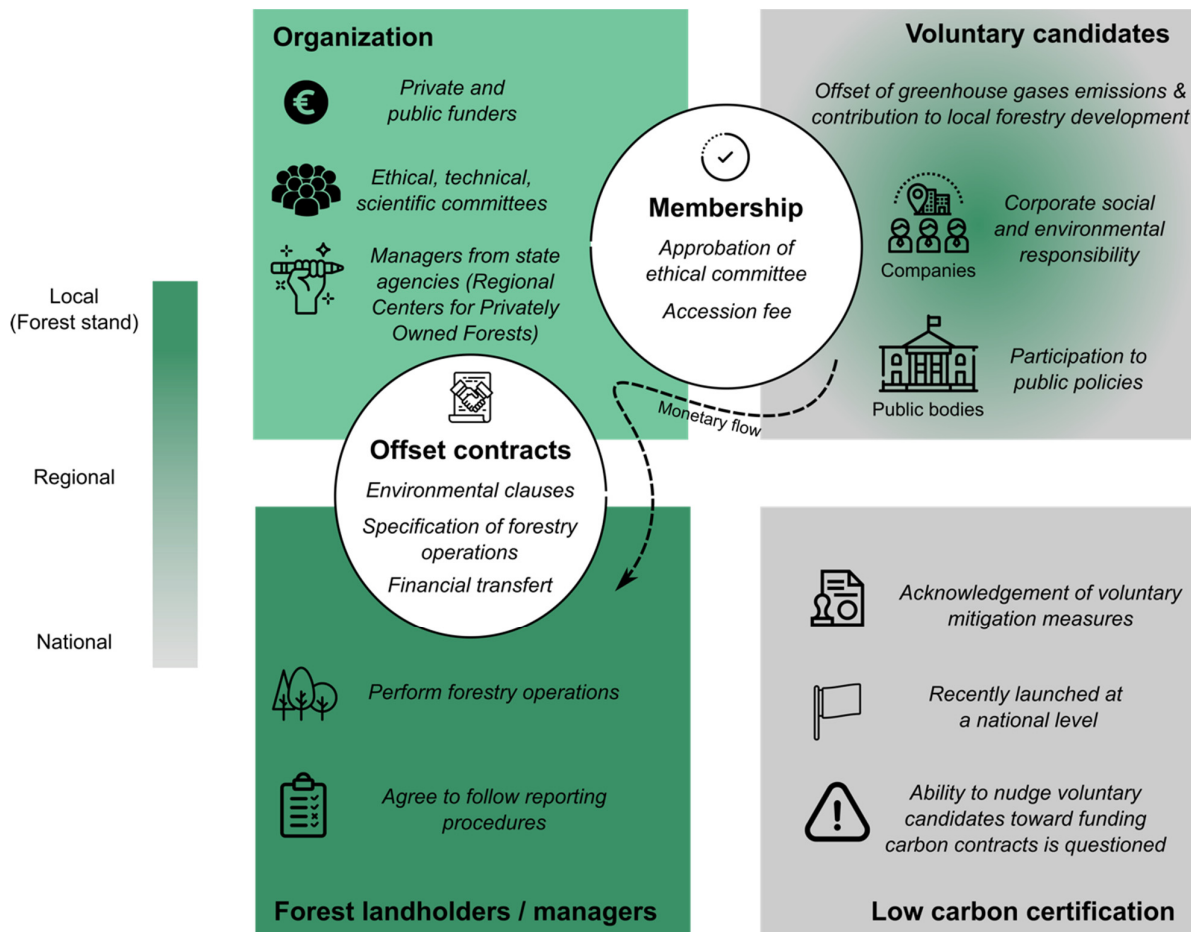 Organization
Private and
public funders
Ethical, technical,
scientific committees
Managers from state
agencies (Regional
Centers for Privately
Owned Forests)
Membership
Approbation of
ethical committee
Accession fee
Voluntary candidates
Offset of greenhouse gases emissions &
contribution to local forestry development
Companies
Corporate social
and environmental
responsibility
Public bodies
Participation to
public policies
Monetary flow
Local
(Forest stand)
Regional
National
Offset contracts
Environmental clauses
Specification of forestry
operations
Financial transfert
Perform forestry operations
Agree to follow reporting
procedures
Forest landholders / managers
Acknowledgement of voluntary
mitigation measures
Recently launched at
a national level
Ability to nudge voluntary
candidates toward funding
carbon contracts is questioned
Low carbon certification